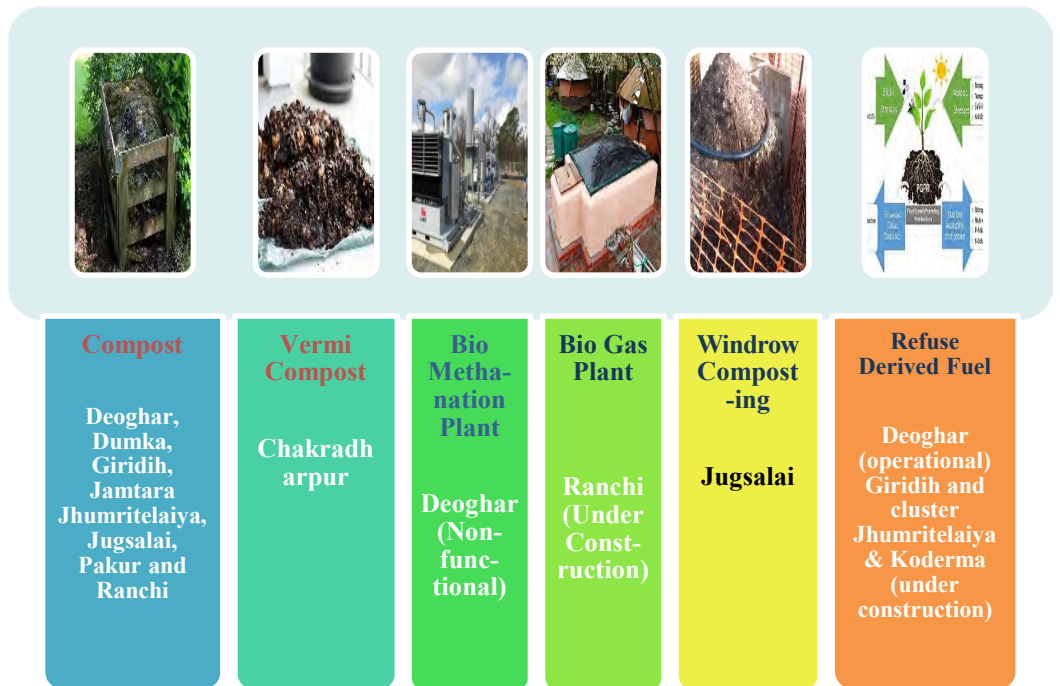 PGPR
Compost
Deoghar,
Dumka,
Giridih,
Jamtara
Jhumritelaiya,
Jugsalai,
Pakur and
Ranchi
Vermi
Compost
Chakradh
arpur
Bio
Metha-
nation
Plant
Deoghar
(Non-
func-
tional)
Bio Gas
Plant
Ranchi
(Under
Const-
ruction)
Windrow
Compost
-ing
Jugsalai
Refuse
Derived Fuel
Deoghar
(operational)
Giridih and
cluster
Jhumritelaiya
& Koderma
(under
construction)